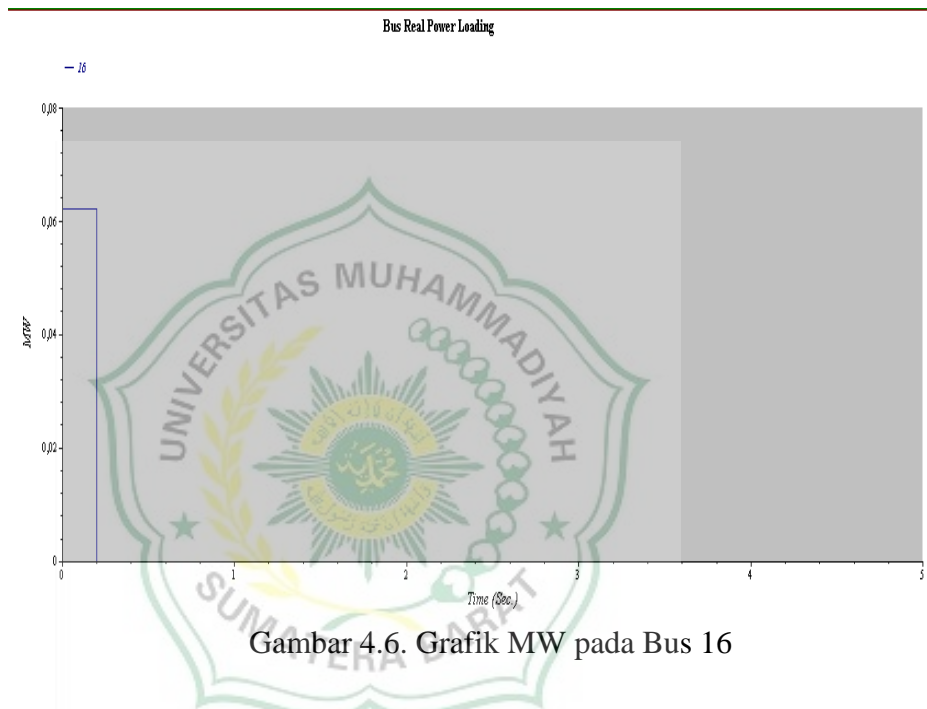 Bus Real Power Loading
16
0,08
0,06
MW
0,04
0,02
0
0 1 2 3 4 5
Time (Sec.)
UNIVERSITAS MUHAMMADIYAH
SUMATERA BARAT
Gambar 4.6. Grafik MW pada Bus 16